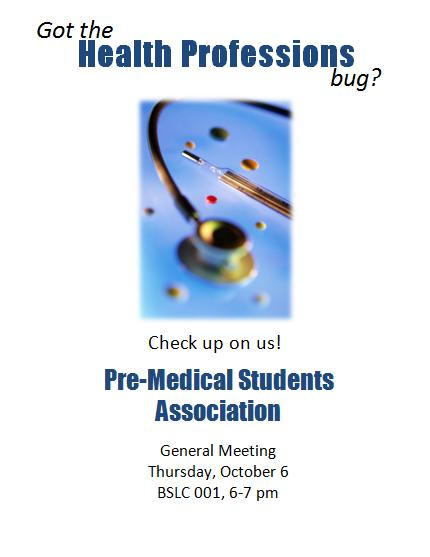 Got the
Health Professions
bug?
Check up on us!
Pre-Medical Students
Association
General Meeting
Thursday, October 6
BSLC 001, 6-7 pm